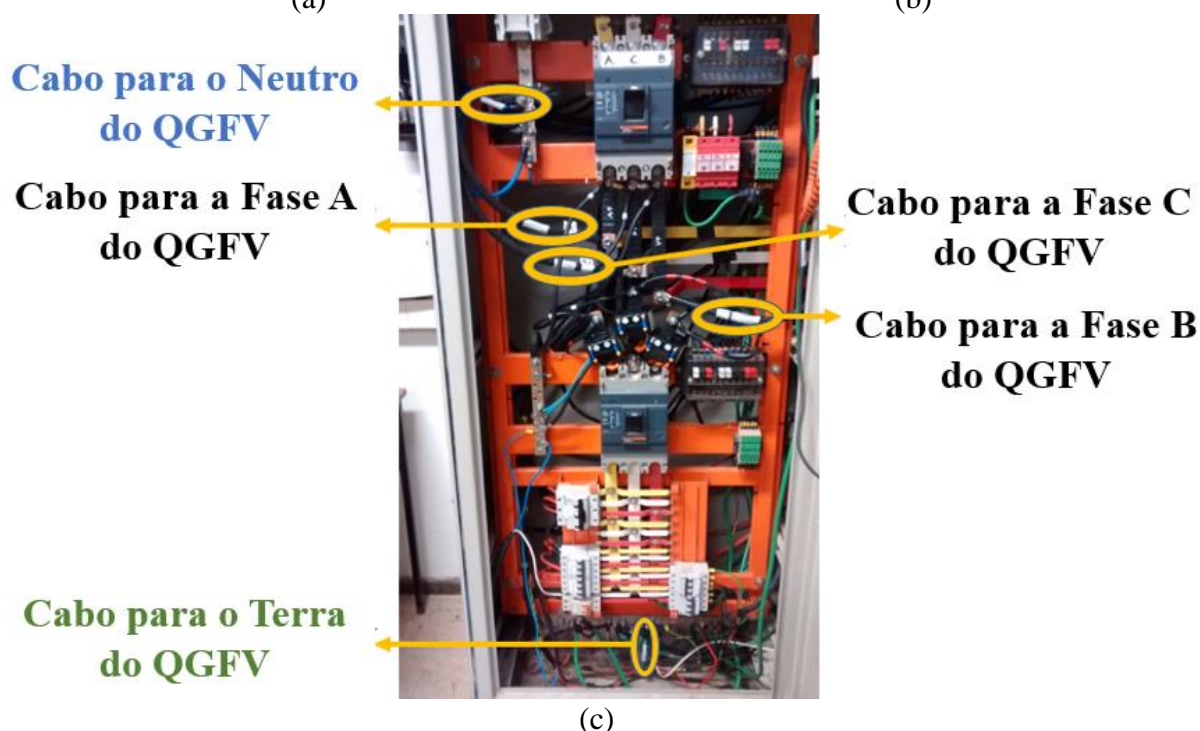 (a) (b)
Cabo para o Neutro
do QGFV
Cabo para a Fase A
do QGFV
Cabo para a Fase C
do QGFV
Cabo para a Fase B
do QGFV
Cabo para o Terra
do QGFV
A C B
(c)